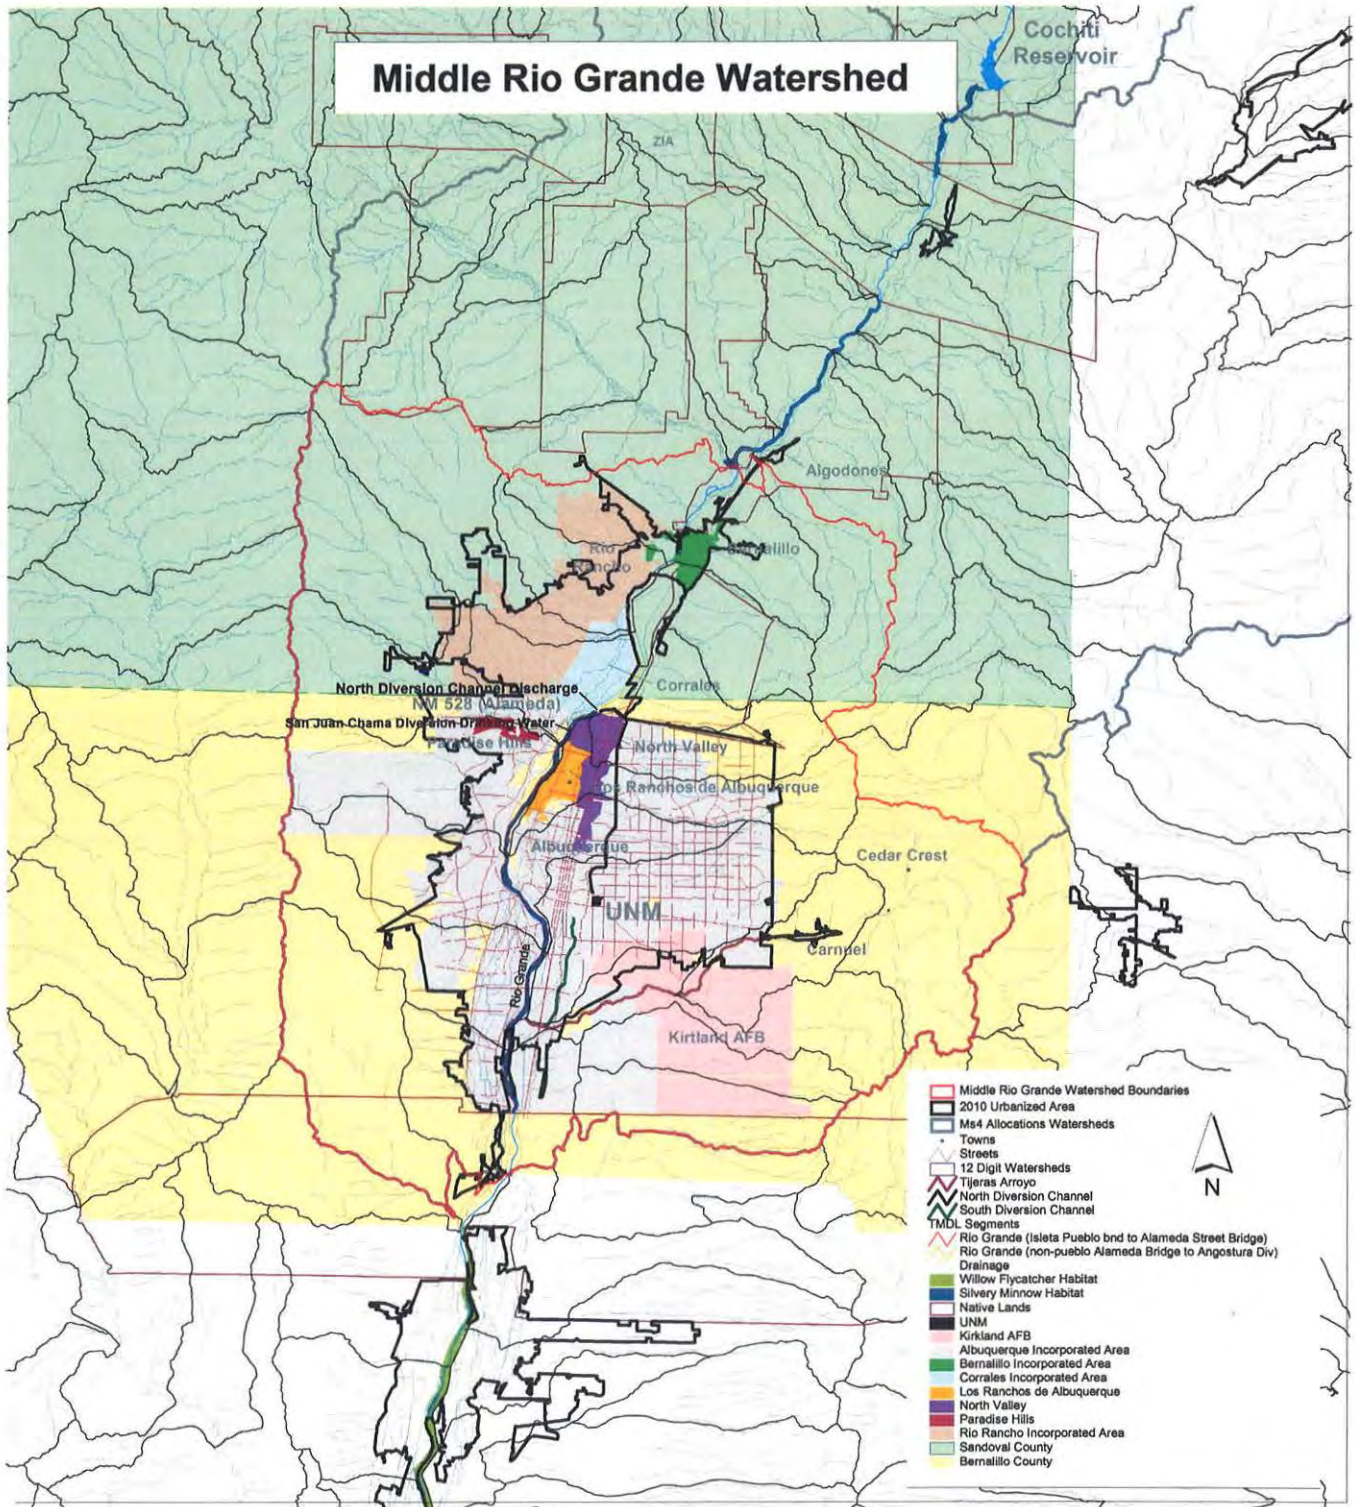 Cochiti
Reservoir
Middle Rio Grande Watershed
ZIA
Algodones
Bernalillo
Rio
Rancho
Corrales
North Diversion Channel Discharge
NM 528 (Alameda)
San Juan Chama Diversion Drinking Water
Paradise Hills
North Valley
Los Ranchos de Albuquerque
Albuquerque
Cedar Crest
UNM
Carnuel
Rio Grande
Kirtland AFB
Middle Rio Grande Watershed Boundaries
2010 Urbanized Area
Ms4 Allocations Watersheds
Towns
Streets
12 Digit Watersheds
Tijeras Arroyo
North Diversion Channel
South Diversion Channel
TMDL Segments
Rio Grande (Isleta Pueblo bnd to Alameda Street Bridge)
Rio Grande (non-pueblo Alameda Bridge to Angostura Div)
Drainage
Willow Flycatcher Habitat
Silvery Minnow Habitat
Native Lands
UNM
Kirkland AFB
Albuquerque Incorporated Area
Bernalillo Incorporated Area
Corrales Incorporated Area
Los Ranchos de Albuquerque
North Valley
Paradise Hills
Rio Rancho Incorporated Area
Sandoval County
Bernalillo County
N